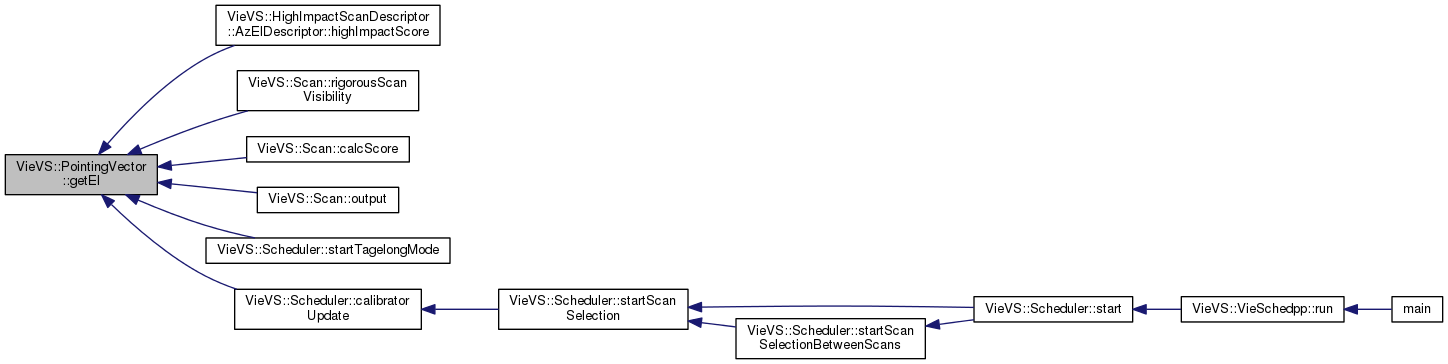 VieVS::HighImpactScanDescriptor
::AzElDescriptor::highImpactScore
VieVS::Scan::rigorousScan
Visibility
VieVS::Scan::calcScore
VieVS::PointingVector
::getEl
VieVS::Scan::output
VieVS::Scheduler::startTagelongMode
VieVS::Scheduler::calibrator
Update
VieVS::Scheduler::startScan
Selection
VieVS::Scheduler::startScan
SelectionBetweenScans
VieVS::Scheduler::start
VieVS::VieSchedpp::run
main